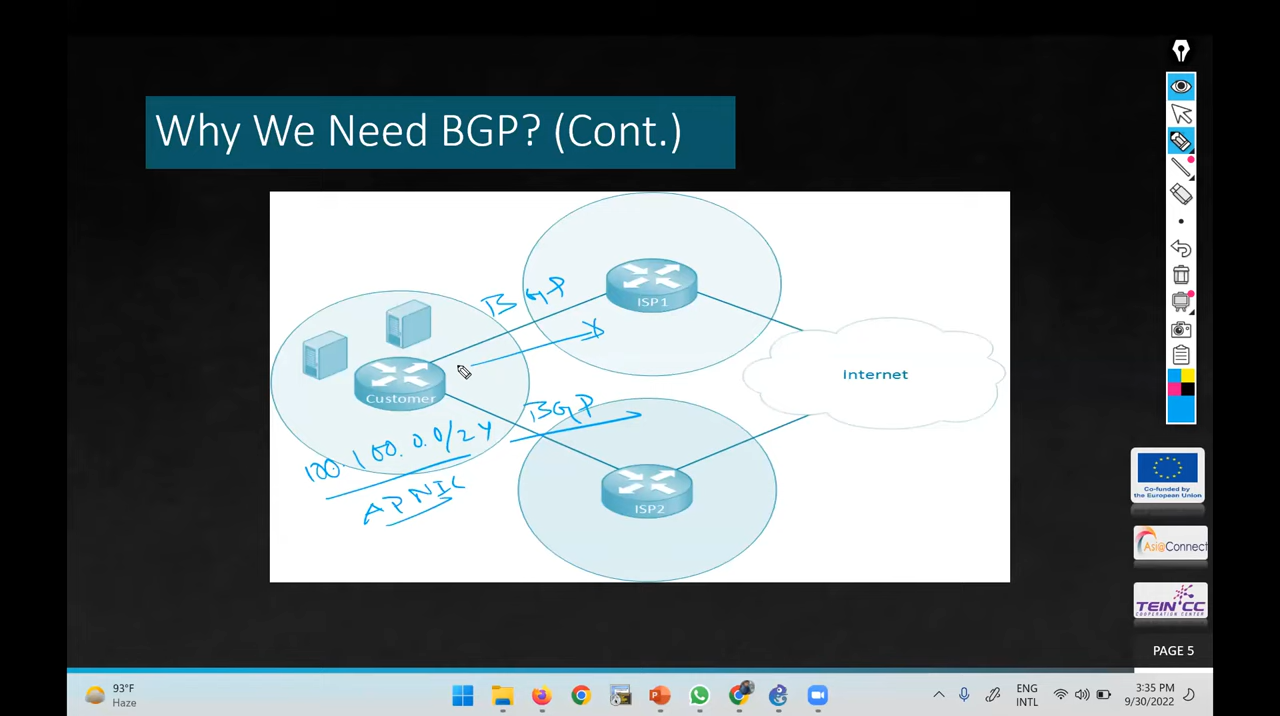 Why We Need BGP? (Cont.)
ISP1
BGP
Internet
Customer
BGP
100.100.0.0/24
APNIC
ISP2
Co-funded by
the European Union
Asi@Connect
TEIN*CC
COOPERATION CENTER
PAGE 5
93°F
Haze
ENG
INTL
3:35 PM
9/30/2022